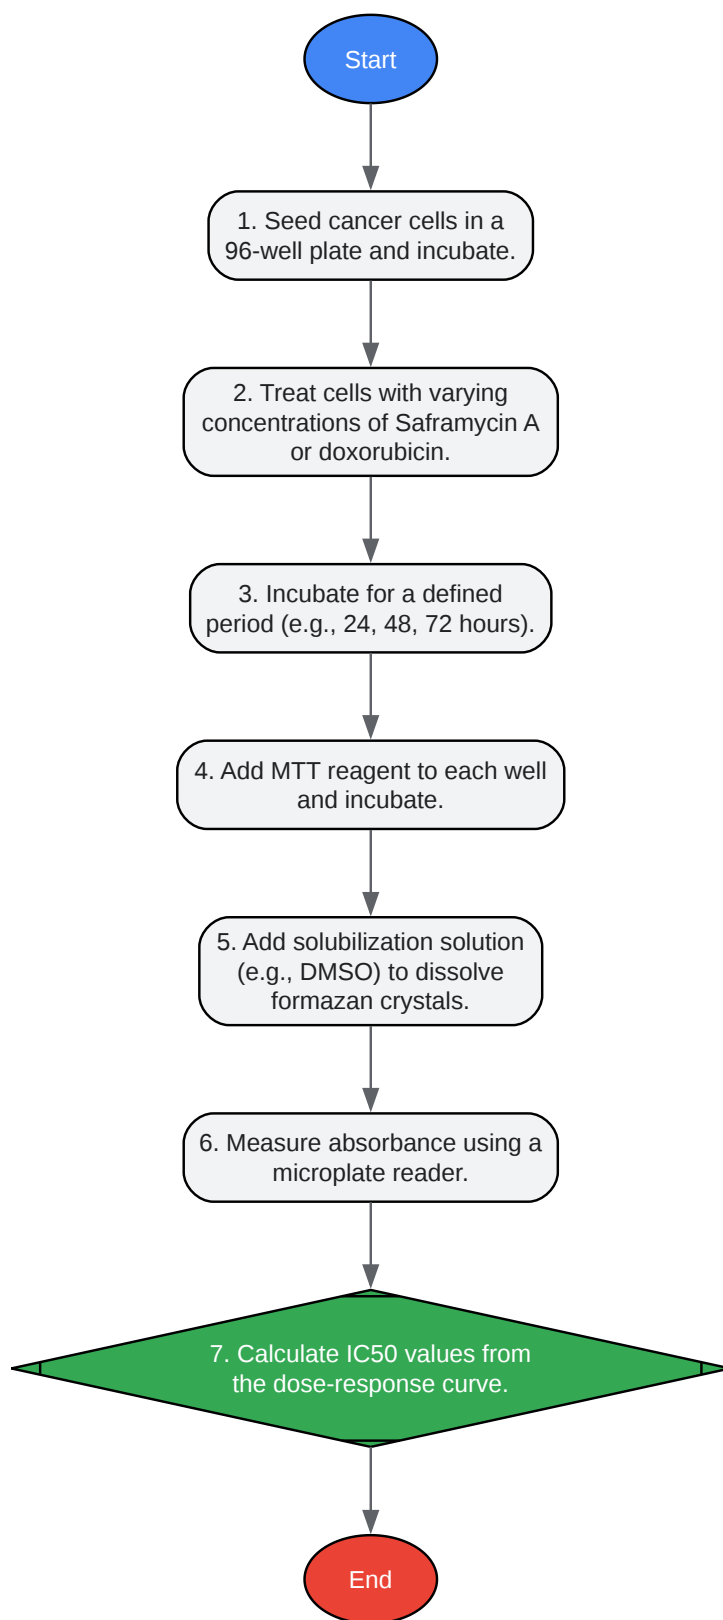 Start
1. Seed cancer cells in a
96-well plate and incubate.
2. Treat cells with varying
concentrations of Saframycin A
or doxorubicin.
3. Incubate for a defined
period (e.g., 24, 48, 72 hours).
4. Add MTT reagent to each well
and incubate.
5. Add solubilization solution
(e.g., DMSO) to dissolve
formazan crystals.
6. Measure absorbance using a
microplate reader.
7. Calculate IC50 values from
the dose-response curve.
End